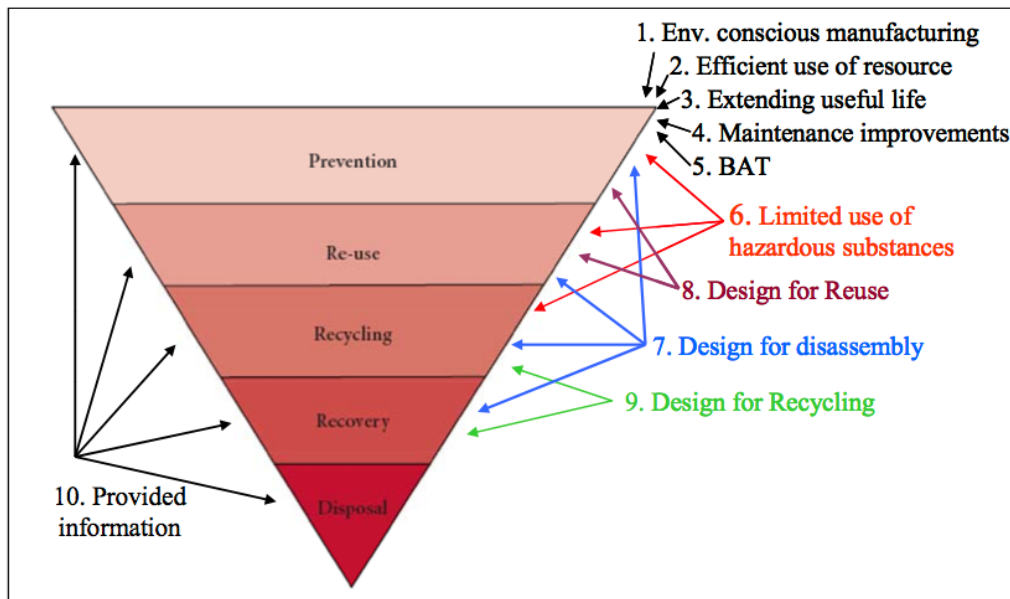 1. Env. conscious manufacturing
2. Efficient use of resource
3. Extending useful life
4. Maintenance improvements
5. BAT
Prevention
6. Limited use of
hazardous substances
Re-use
8. Design for Reuse
Recycling
7. Design for disassembly
9. Design for Recycling
Recovery
10. Provided
information
Disposal